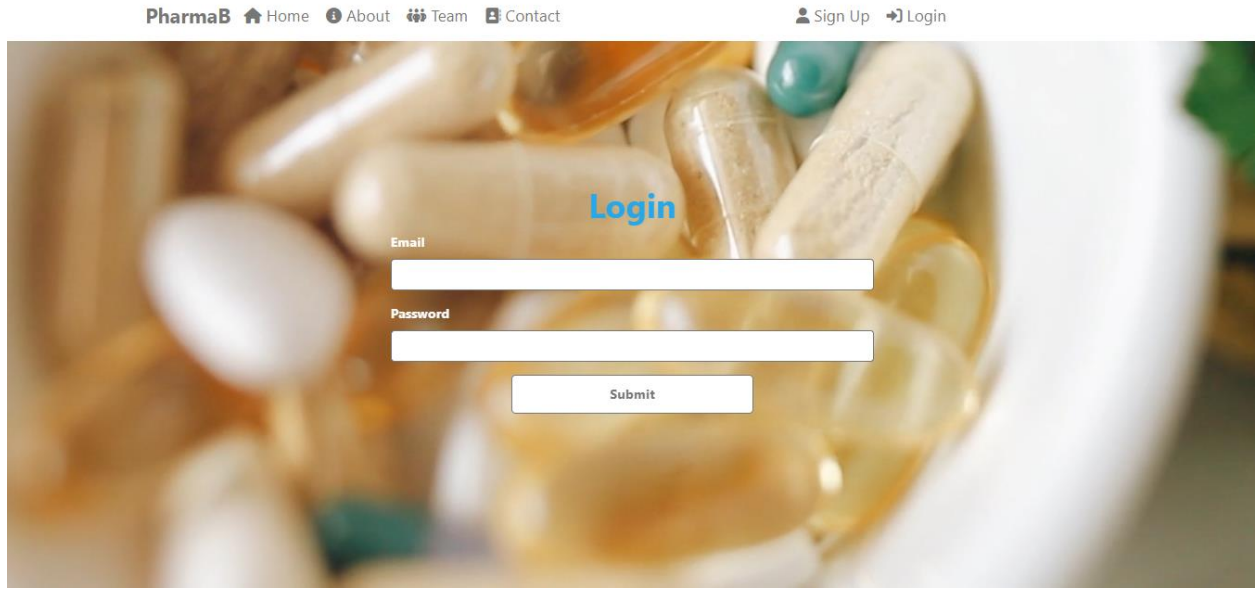 PharmaB Home About Team Contact Sign Up Login
Login
Email
Password
Submit